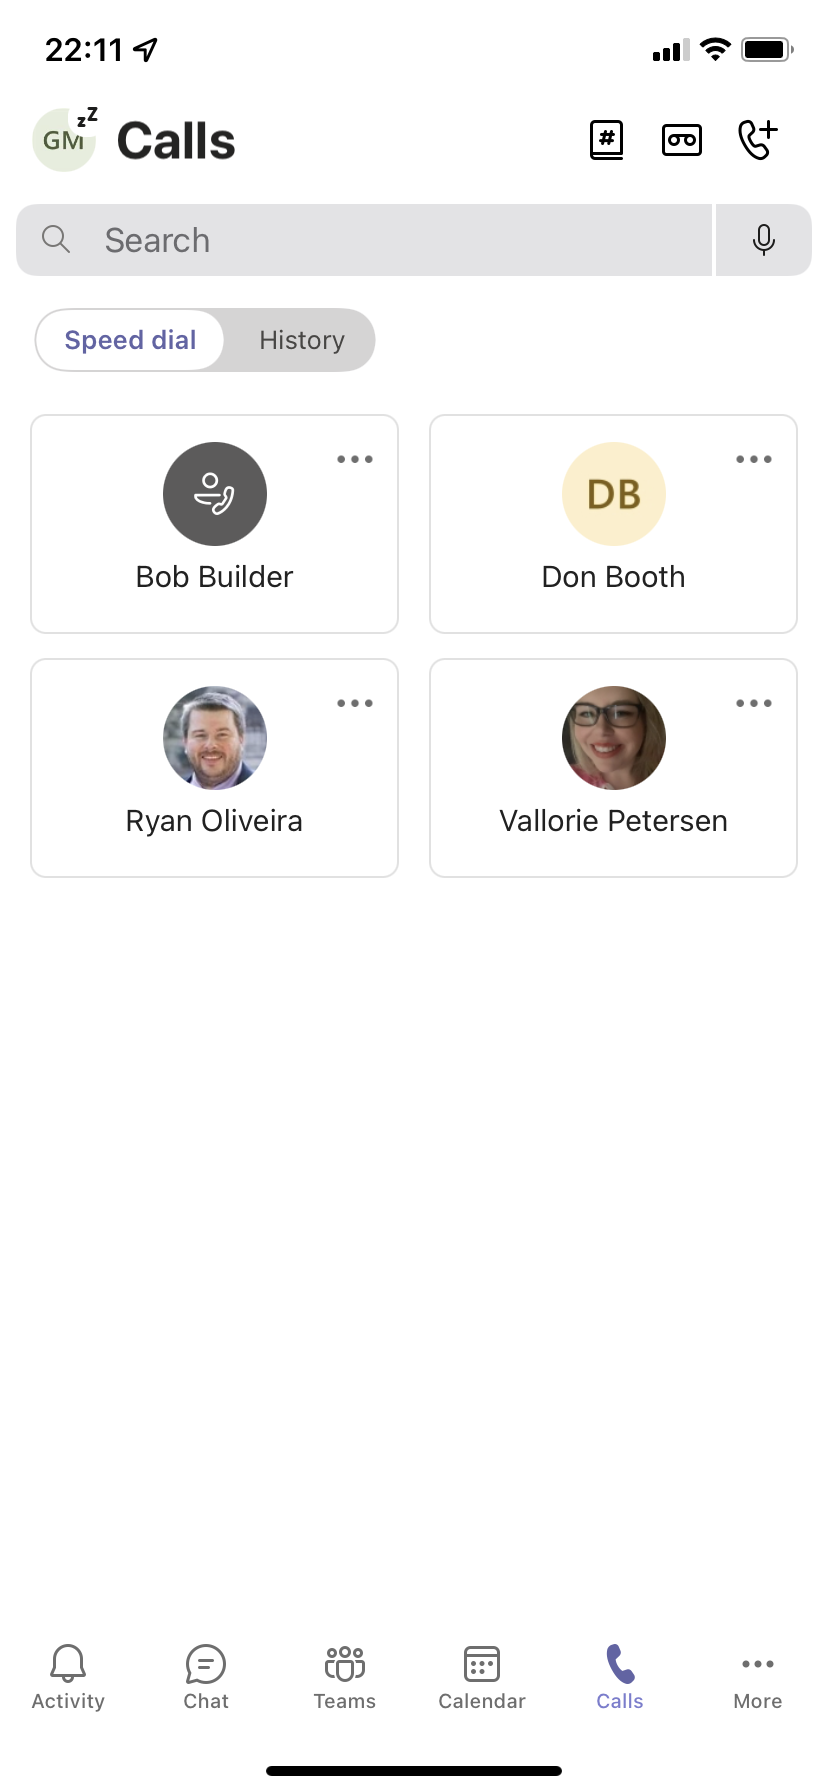 22:11
GM zZ
Calls
#
Search
Speed dial
History
Bob Builder
DB
Don Booth
Ryan Oliveira
Vallorie Petersen
Activity
Chat
Teams
Calendar
Calls
More